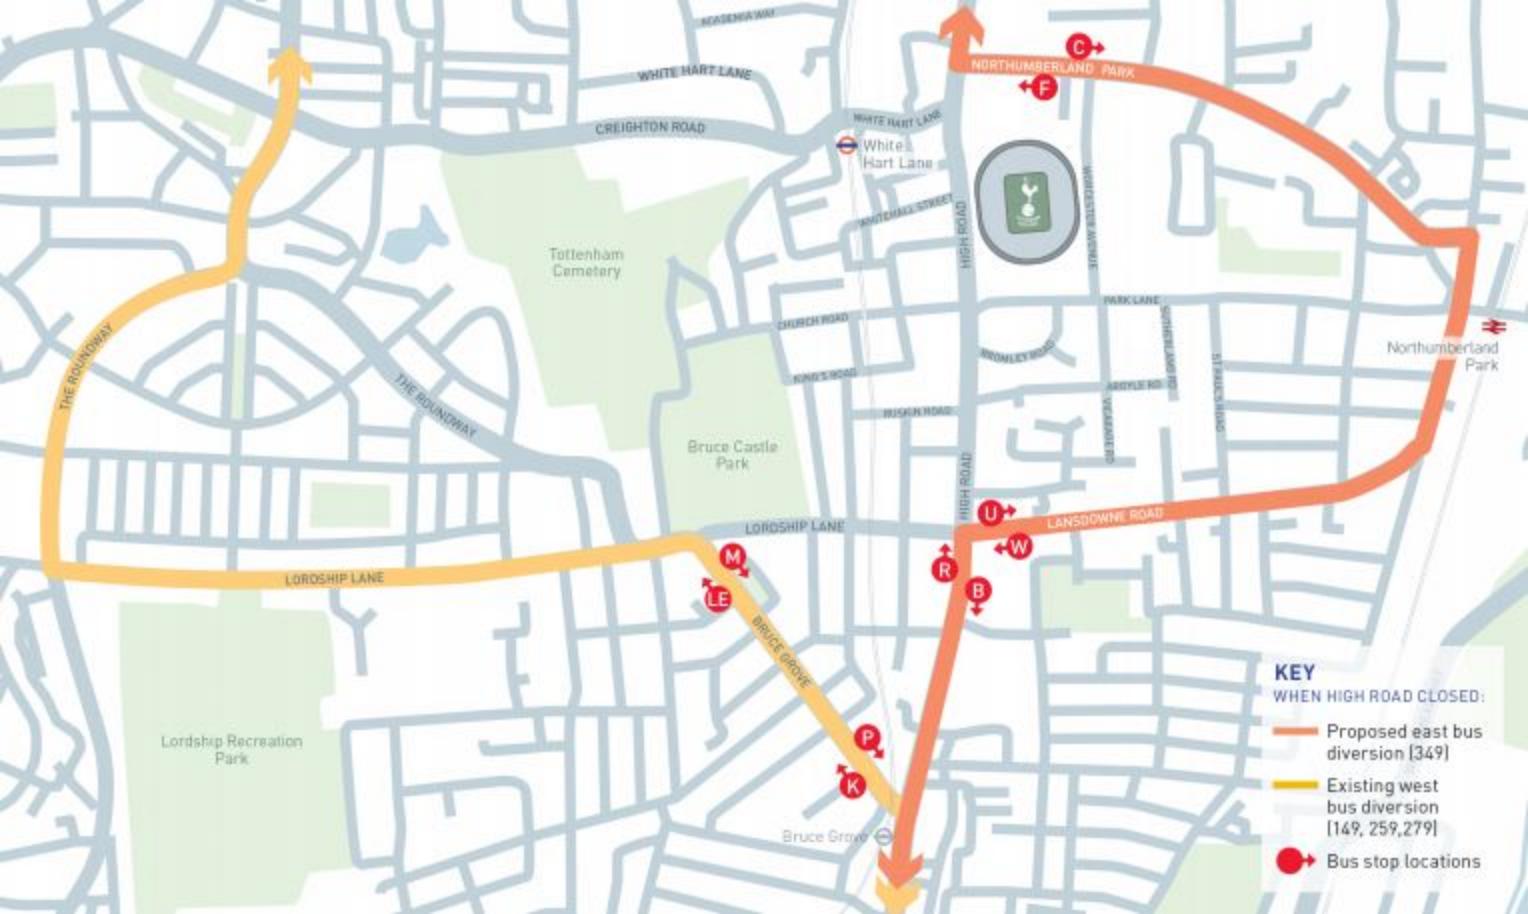 ACADEMIA WAY
WHITE HART LANE
CREIGHTON ROAD
WHITE HART LANE
White
Hart Lane
WHITEHALL STREET
HIGH ROAD
WORCESTER AVENUE
C
NORTHUMBERLAND PARK
F
Tottenham
Cemetery
THE ROUNDWAY
THE ROUNDWAY
CHURCH ROAD
KING'S ROAD
RUSKIN ROAD
BROMLEY ROAD
PARK LANE
SUTHERLAND RD
ARGYLE RD
VICARAGE RD
ST PAUL'S ROAD
Northumberland
Park
Bruce Castle
Park
HIGH ROAD
LORDSHIP LANE
U
LANSDOWNE ROAD
W
R
B
M
LE
LORDSHIP LANE
BRUCE GROVE
P
K
Bruce Grove
Lordship Recreation
Park
KEY
WHEN HIGH ROAD CLOSED:
Proposed east bus
diversion (349)
Existing west
bus diversion
(149, 259,279)
Bus stop locations